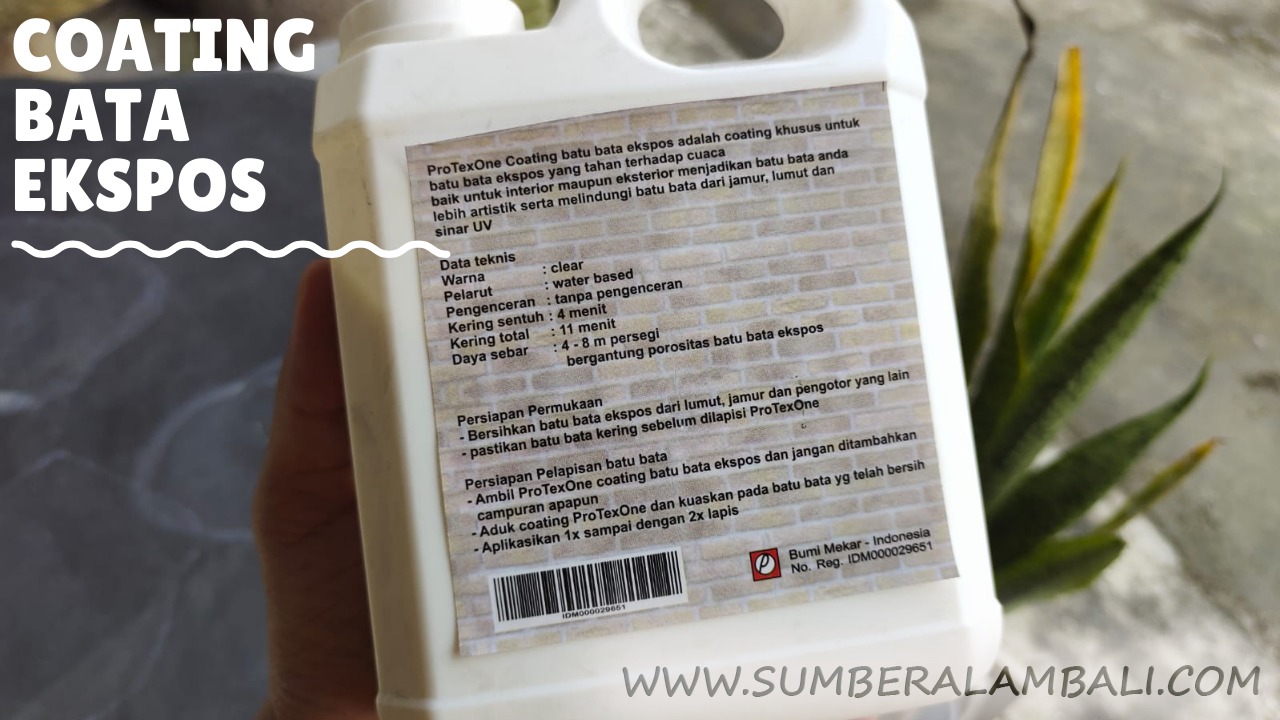 COATING
BATA
EKSPOS
ProTexOne Coating batu bata ekspos adalah coating khusus untuk
batu bata ekspos yang tahan terhadap cuaca
baik untuk interior maupun eksterior menjadikan batu bata anda
lebih artistik serta melindungi batu bata dari jamur, lumut dan
sinar UV
Data teknis
Warna : clear
Pelarut : water based
Pengenceran : tanpa pengenceran
Kering sentuh : 4 menit
Kering total : 11 menit
Daya sebar : 4 - 8 m persegi
bergantung porositas batu bata ekspos
Persiapan Permukaan
- Bersihkan batu bata ekspos dari lumut, jamur dan pengotor yang lain
- pastikan batu bata kering sebelum dilapisi ProTexOne
Persiapan Pelapisan batu bata
- Ambil ProTexOne coating batu bata ekspos dan jangan ditambahkan
campuran apapun
- Aduk coating ProTexOne dan kuaskan pada batu bata yg telah bersih
- Aplikasikan 1x sampai dengan 2x lapis
IDM000029651
Bumi Mekar - Indonesia
No. Reg. IDM000029651
WWW.SUMBERALAMBALI.COM